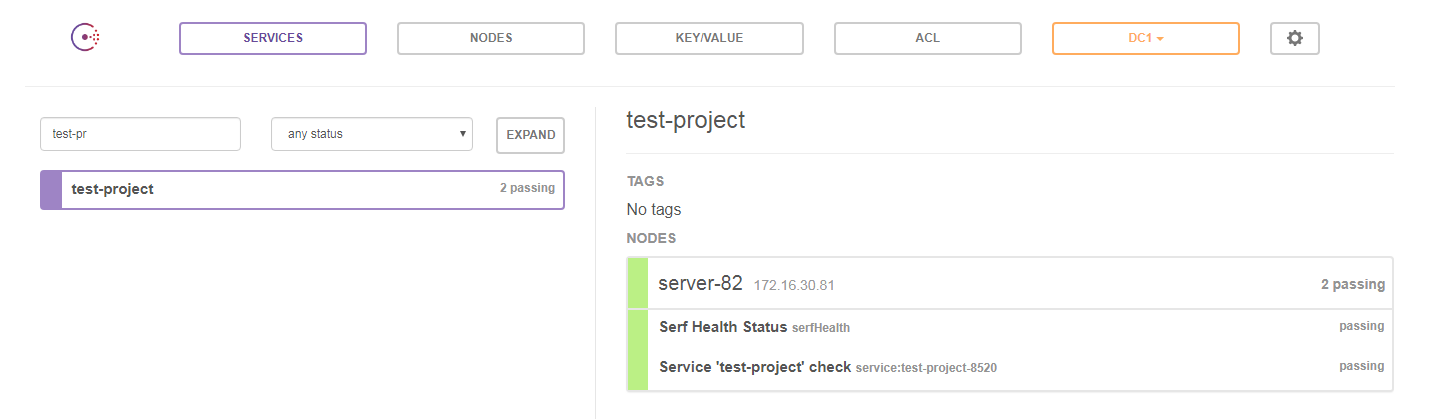 SERVICES NODES KEY/VALUE ACL DC1
test-pr any status EXPAND
test-project 2 passing
test-project
TAGS
No tags
NODES
server-82 172.16.30.81 2 passing
Serf Health Status serfHealth passing
Service 'test-project' check service:test-project-8520 passing